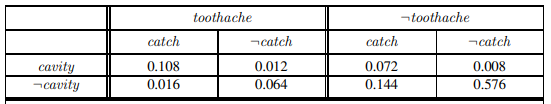 toothache ¬toothache
catch ¬catch catch ¬catch
cavity 0.108 0.012 0.072 0.008
¬cavity 0.016 0.064 0.144 0.576